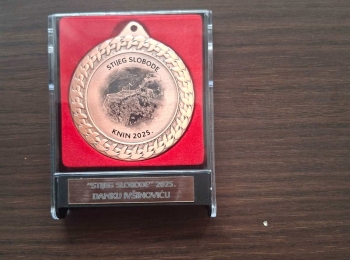 STIJEG SLOBODE
KNIN 2025.
"STIJEG SLOBODE" 2025.
DANKU IVŠINOVIĆU